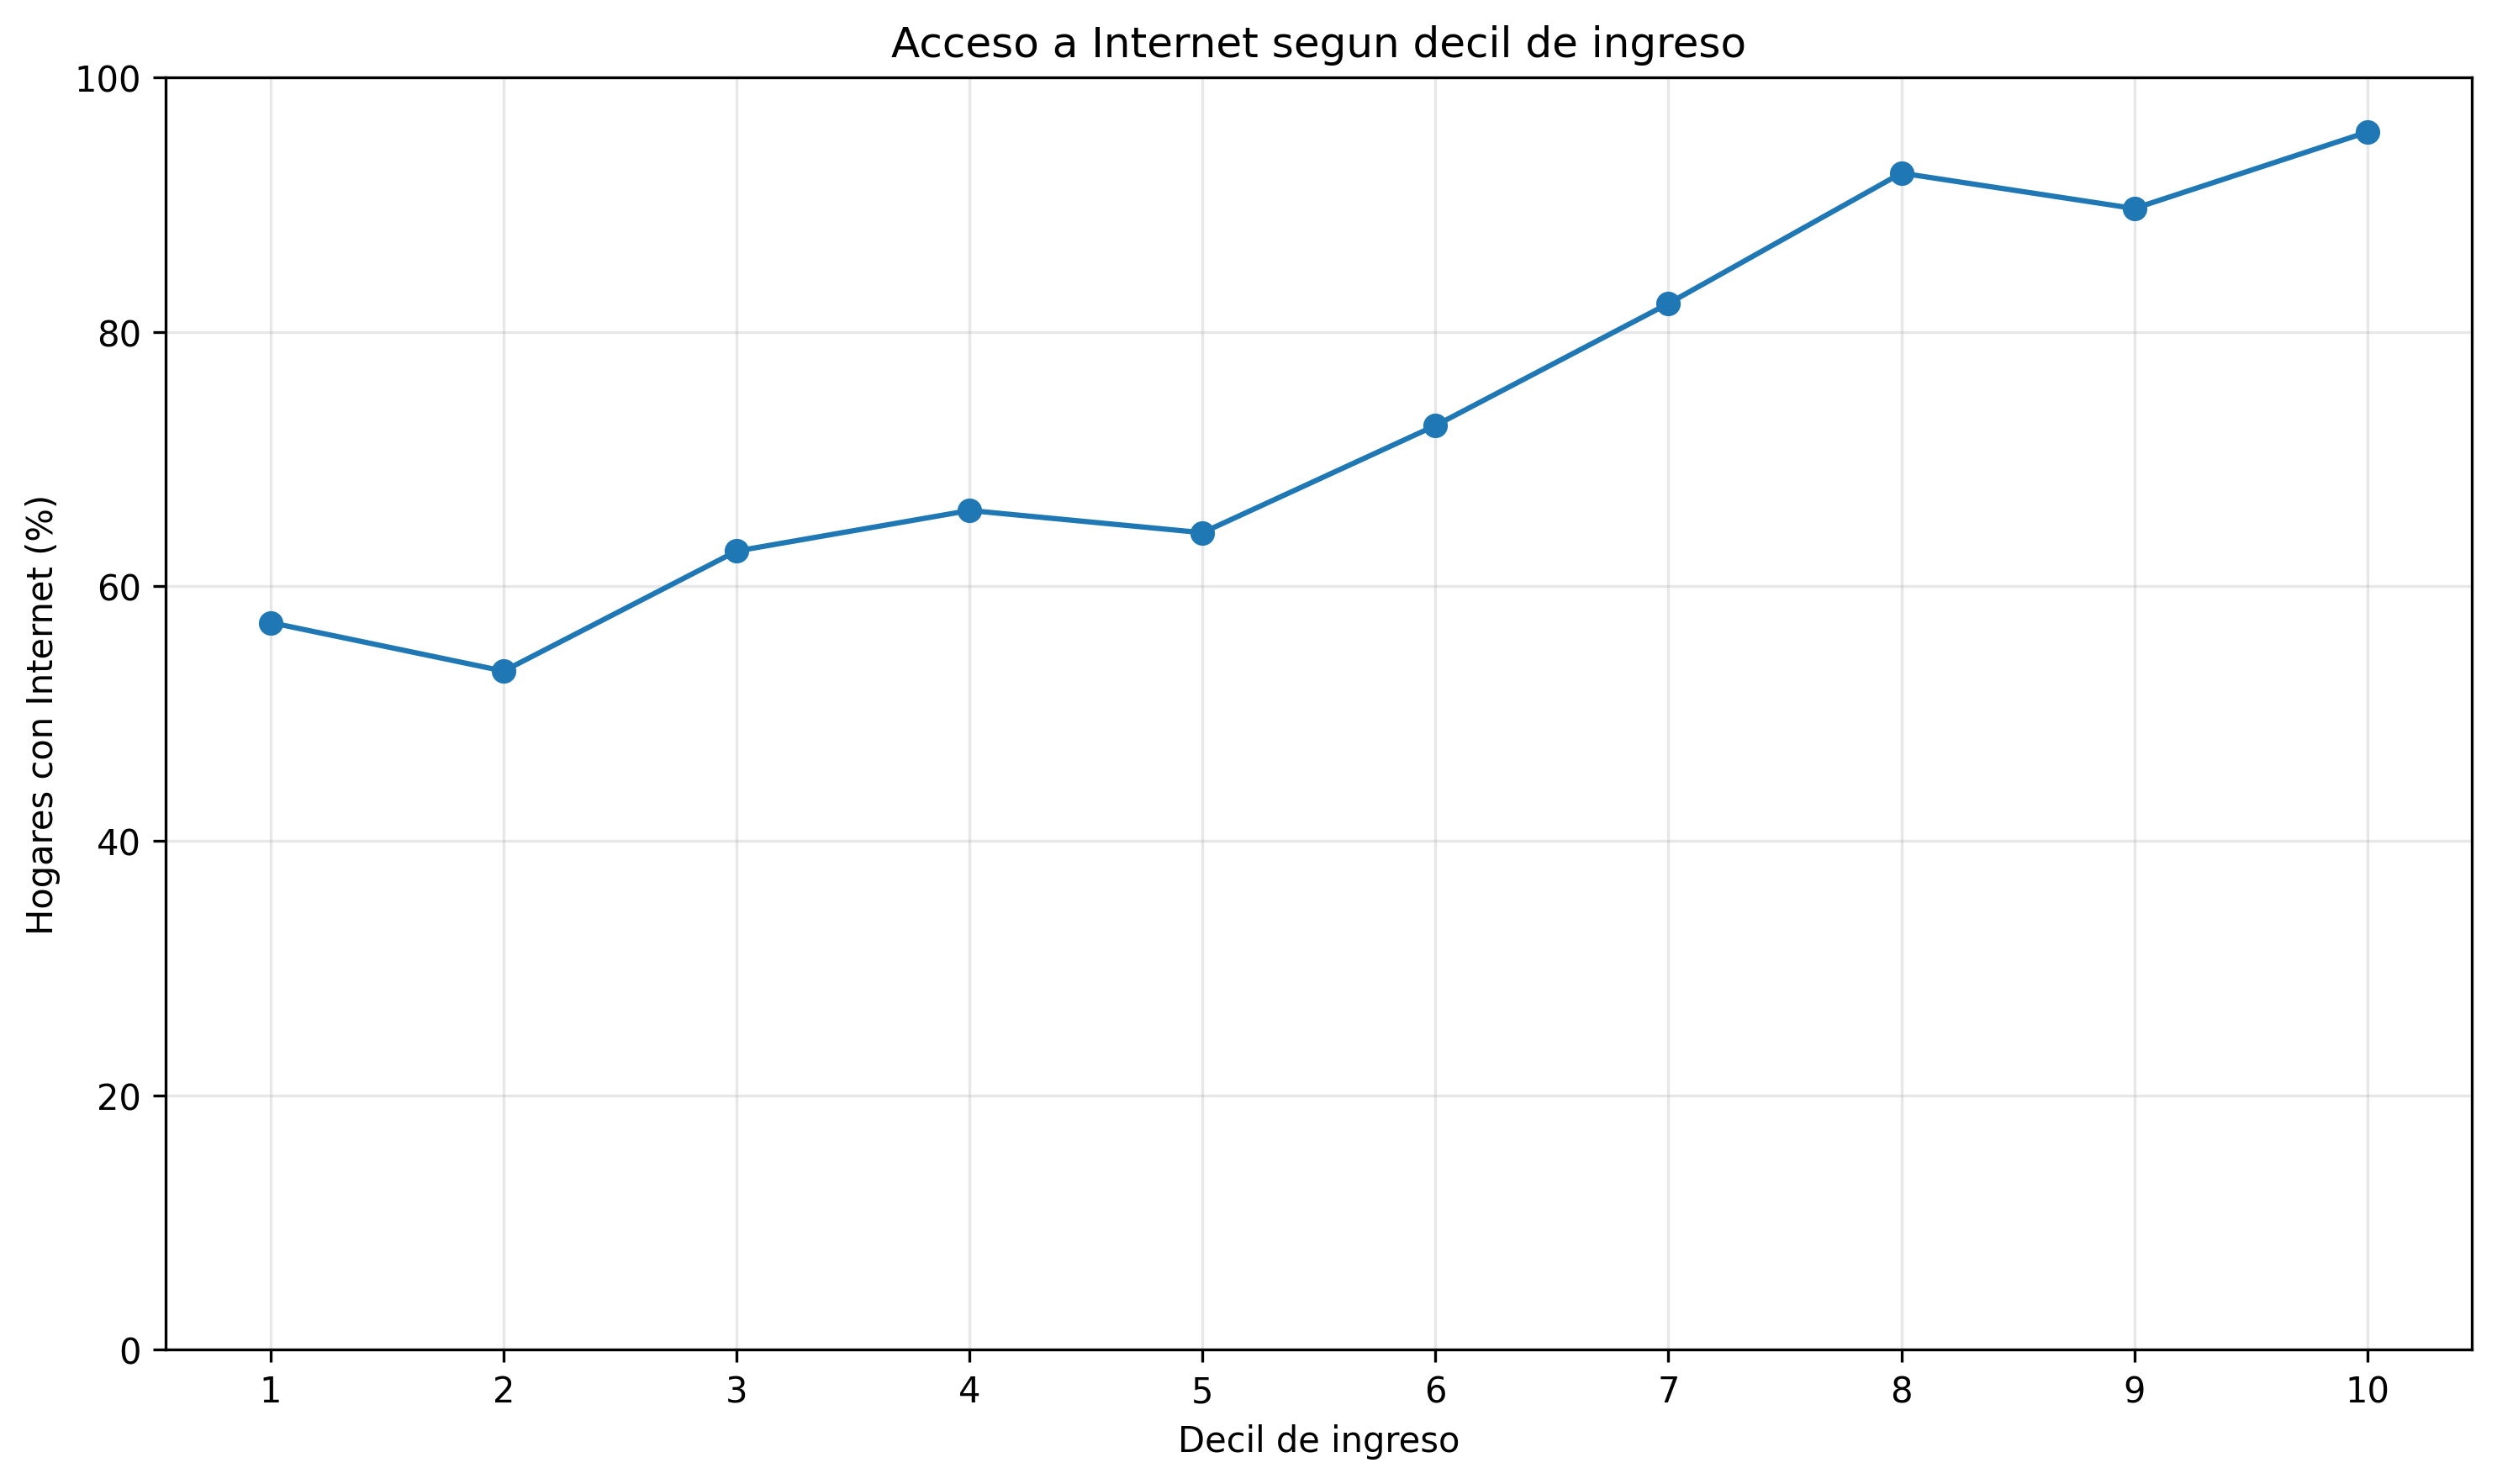 Acceso a Internet segun decil de ingreso
Hogares con Internet (%)
100
80
60
40
20
0
1 2 3 4 5 6 7 8 9 10
Decil de ingreso